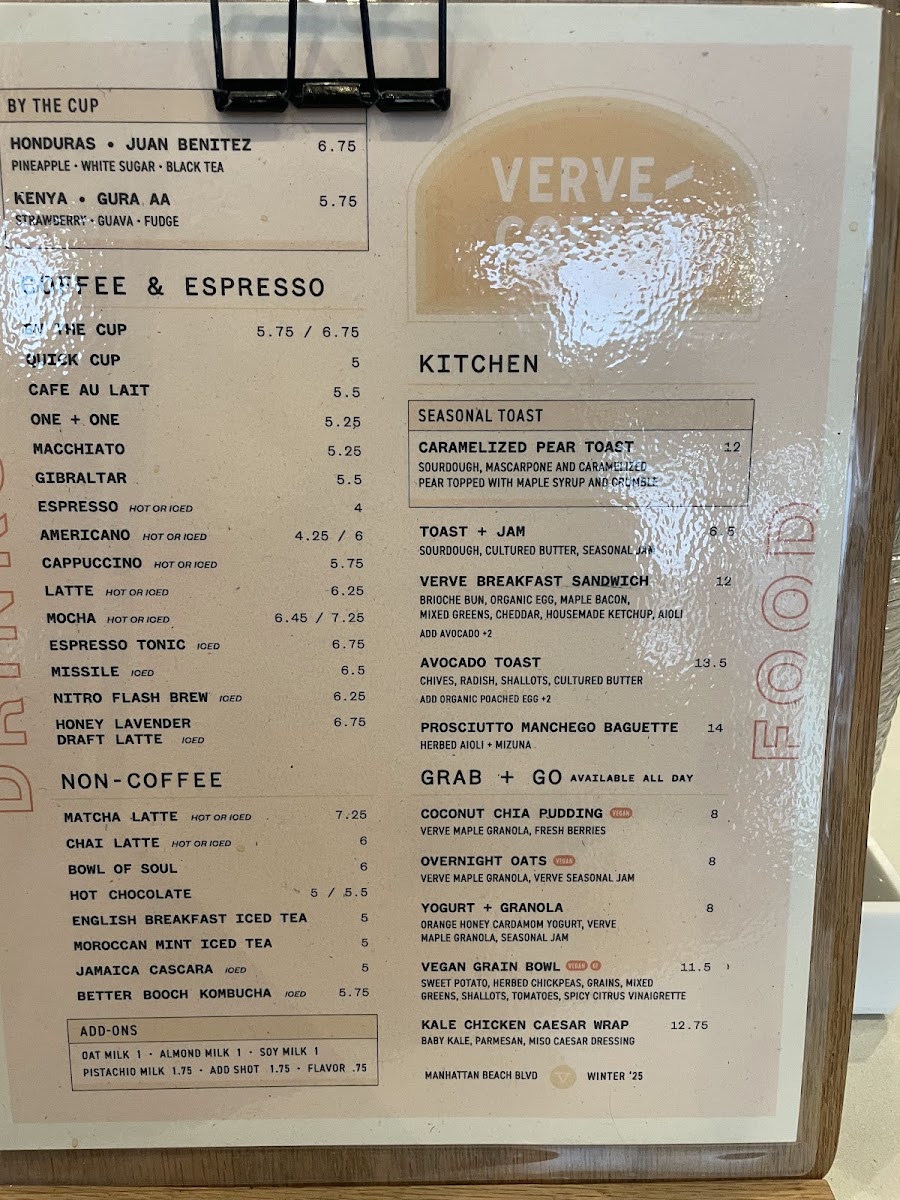 BY THE CUP
HONDURAS • JUAN BENITEZ 6.75
PINEAPPLE • WHITE SUGAR • BLACK TEA
KENYA • GURA AA 5.75
STRAWBERRY • GUAVA • FUDGE
COFFEE & ESPRESSO
BY THE CUP 5.75 / 6.75
QUICK CUP 5
CAFE AU LAIT 5.5
ONE + ONE 5.25
MACCHIATO 5.25
GIBRALTAR 5.5
ESPRESSO HOT OR ICED 4
AMERICANO HOT OR ICED 4.25 / 6
CAPPUCCINO HOT OR ICED 5.75
LATTE HOT OR ICED 6.25
MOCHA HOT OR ICED 6.45 / 7.25
ESPRESSO TONIC ICED 6.75
MISSILE ICED 6.5
NITRO FLASH BREW ICED 6.25
HONEY LAVENDER 6.75
DRAFT LATTE ICED
NON-COFFEE
MATCHA LATTE HOT OR ICED 7.25
CHAI LATTE HOT OR ICED 6
BOWL OF SOUL 6
HOT CHOCOLATE 5 / 5.5
ENGLISH BREAKFAST ICED TEA 5
MOROCCAN MINT ICED TEA 5
JAMAICA CASCARA ICED 5
BETTER BOOCH KOMBUCHA ICED 5.75
ADD-ONS
OAT MILK 1 • ALMOND MILK 1 • SOY MILK 1
PISTACHIO MILK 1.75 • ADD SHOT 1.75 • FLAVOR .75
DRINKS
VERVE
KITCHEN
SEASONAL TOAST
CARAMELIZED PEAR TOAST 12
SOURDOUGH, MASCARPONE AND CARAMELIZED
PEAR TOPPED WITH MAPLE SYRUP AND CRUMBLE
TOAST + JAM 6.5
SOURDOUGH, CULTURED BUTTER, SEASONAL JAM
VERVE BREAKFAST SANDWICH 12
BRIOCHE BUN, ORGANIC EGG, MAPLE BACON,
MIXED GREENS, CHEDDAR, HOUSEMADE KETCHUP, AIOLI
ADD AVOCADO +2
AVOCADO TOAST 13.5
CHIVES, RADISH, SHALLOTS, CULTURED BUTTER
ADD ORGANIC POACHED EGG +2
PROSCIUTTO MANCHEGO BAGUETTE 14
HERBED AIOLI + MIZUNA
GRAB + GO AVAILABLE ALL DAY
COCONUT CHIA PUDDING VEGAN 8
VERVE MAPLE GRANOLA, FRESH BERRIES
OVERNIGHT OATS VEGAN 8
VERVE MAPLE GRANOLA, VERVE SEASONAL JAM
YOGURT + GRANOLA 8
ORANGE HONEY CARDAMOM YOGURT, VERVE
MAPLE GRANOLA, SEASONAL JAM
VEGAN GRAIN BOWL VEGAN GF 11.5
SWEET POTATO, HERBED CHICKPEAS, GRAINS, MIXED
GREENS, SHALLOTS, TOMATOES, SPICY CITRUS VINAIGRETTE
KALE CHICKEN CAESAR WRAP 12.75
BABY KALE, PARMESAN, MISO CAESAR DRESSING
MANHATTAN BEACH BLVD V WINTER '25
FOOD